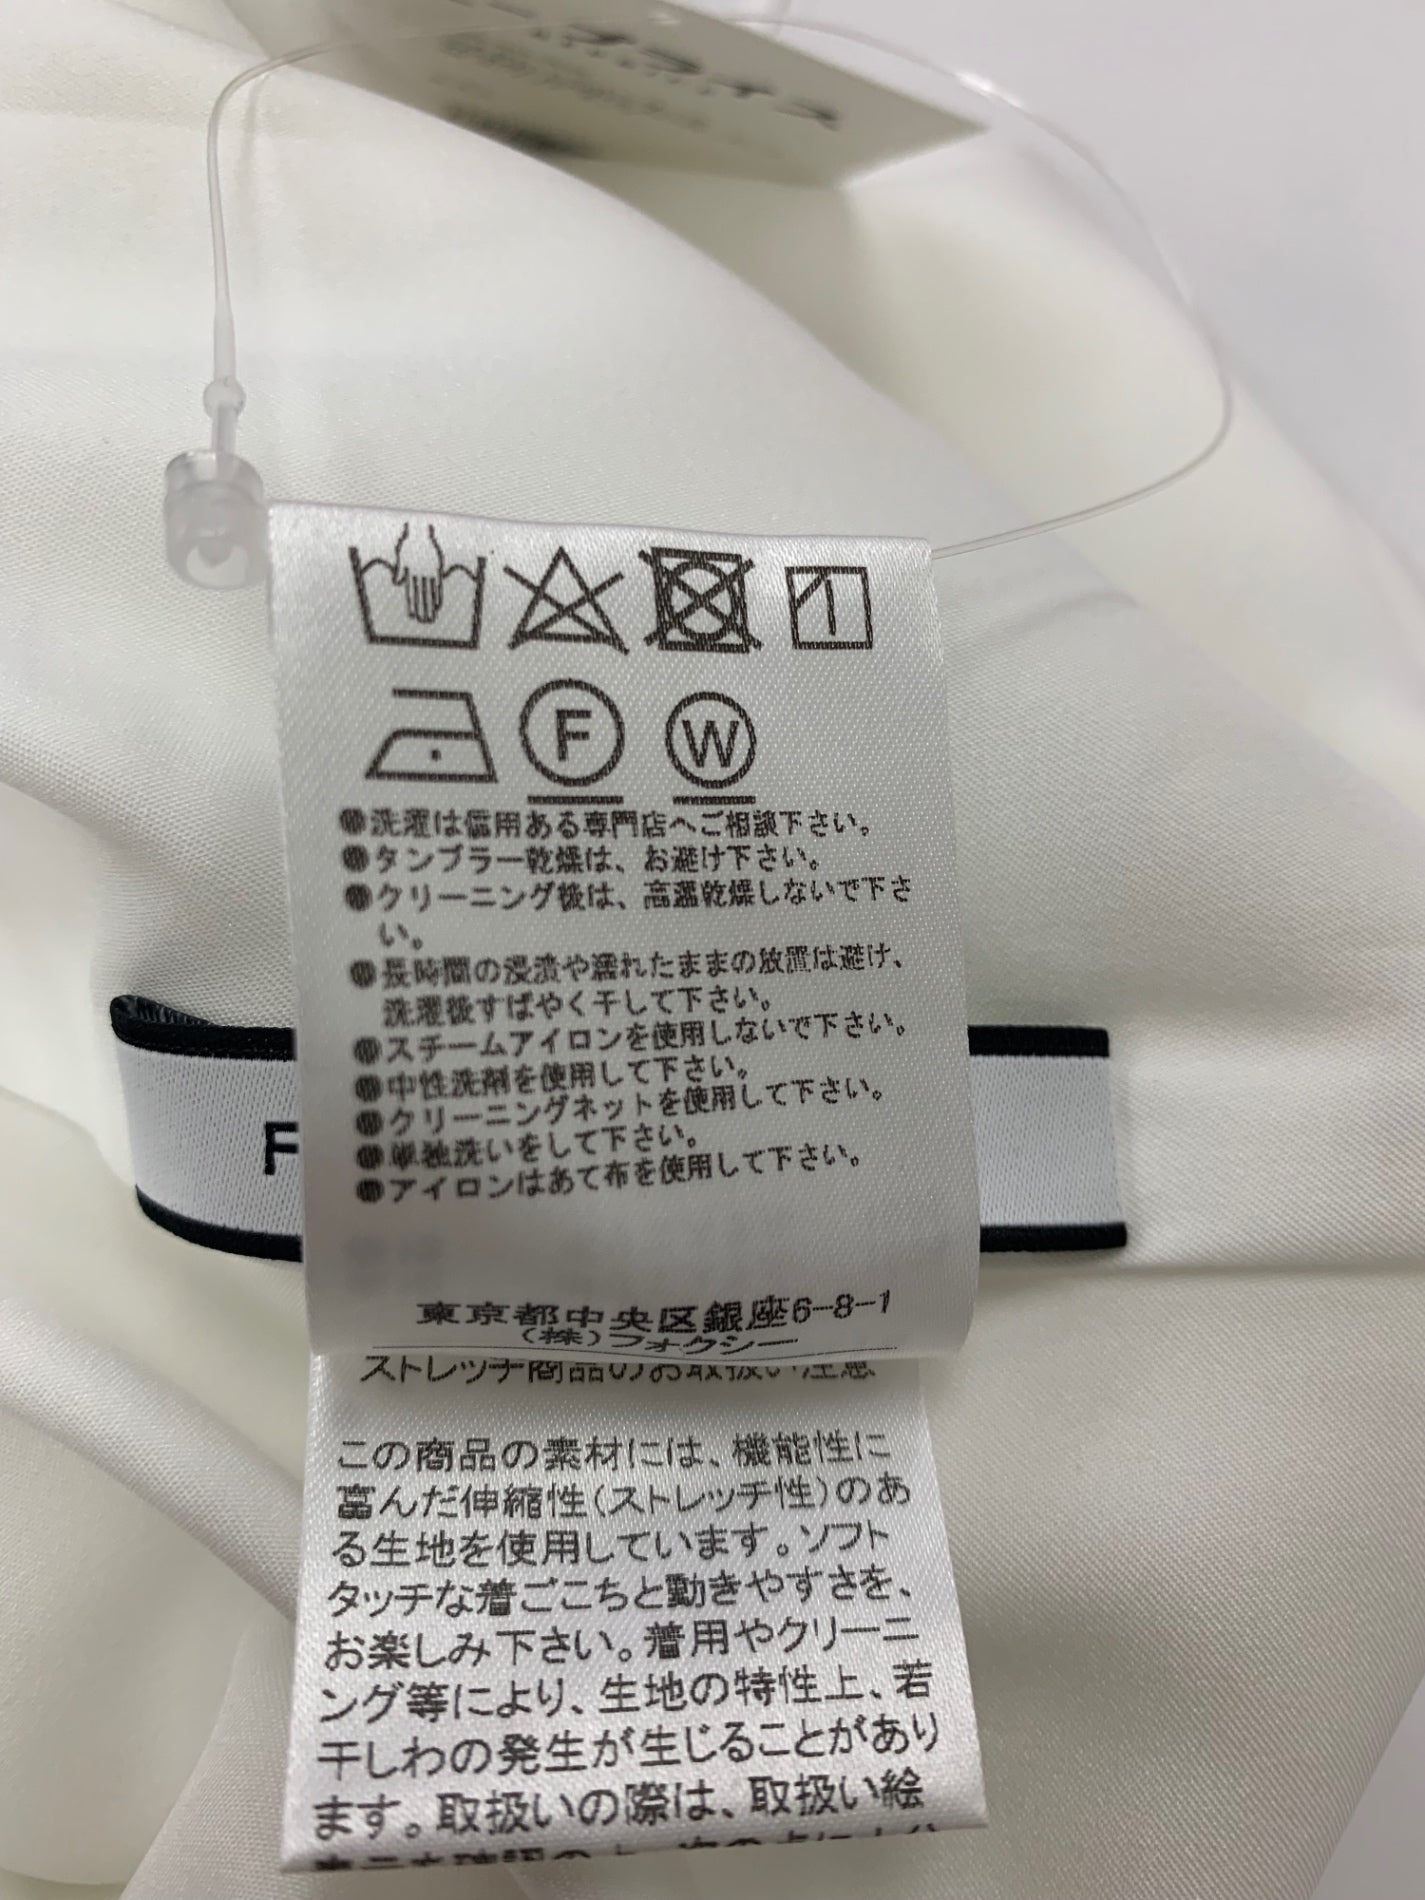 F
W
●洗濯は信用ある専門店へご相談下さい。
●タンブラー乾燥は、お避け下さい。
●クリーニング後は、高温乾燥しないで下さ
い。
●長時間の浸漬や濡れたままの放置は避け、
洗濯後すばやく干して下さい。
●スチームアイロンを使用しないで下さい。
●中性洗剤を使用して下さい。
●クリーニングネットを使用して下さい。
●単独洗いをして下さい。
●アイロンはあて布を使用して下さい。
F
東京都中央区銀座6-8-1
(株)フォクシー
ストレッチ商品のお取扱い注意
この商品の素材には、機能性に
富んだ伸縮性(ストレッチ性)のあ
る生地を使用しています。ソフト
タッチな着ごこちと動きやすさを、
お楽しみ下さい。着用やクリーニ
ング等により、生地の特性上、若
干しわの発生が生じることがあり
ます。取扱いの際は、取扱い絵